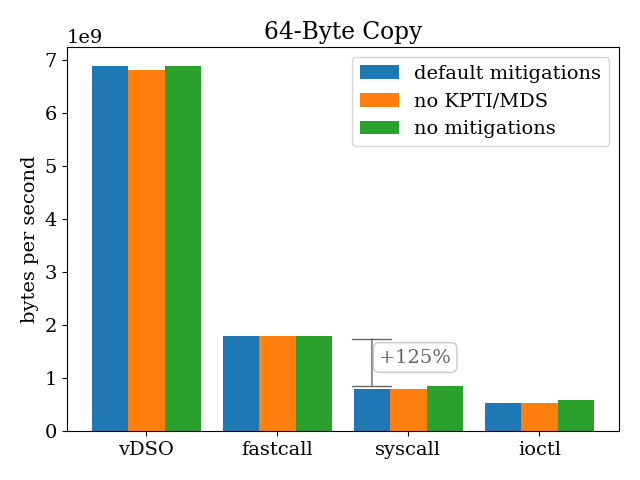 64-Byte Copy
1e9
7
6
5
4
3
2
1
0
bytes per second
default mitigations
no KPTI/MDS
no mitigations
+125%
vDSO
fastcall
syscall
ioctl